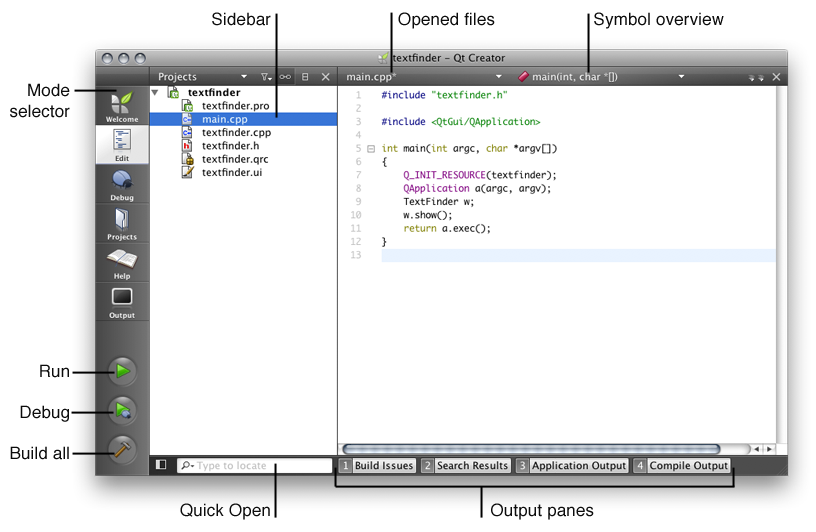 Sidebar
Opened files
Symbol overview
textfinder – Qt Creator
Mode selector
Projects
main.cpp*
main(int, char *[])
Welcome
Edit
Debug
Projects
Help
Output
textfinder
textfinder.pro
main.cpp
textfinder.cpp
textfinder.h
textfinder.qrc
textfinder.ui
1 #include "textfinder.h"
2
3 #include <QtGui/QApplication>
4
5 int main(int argc, char *argv[])
6 {
7 Q_INIT_RESOURCE(textfinder);
8 QApplication a(argc, argv);
9 TextFinder w;
10 w.show();
11 return a.exec();
12 }
13
Run
Debug
Build all
Type to locate
1 Build Issues
2 Search Results
3 Application Output
4 Compile Output
Quick Open
Output panes